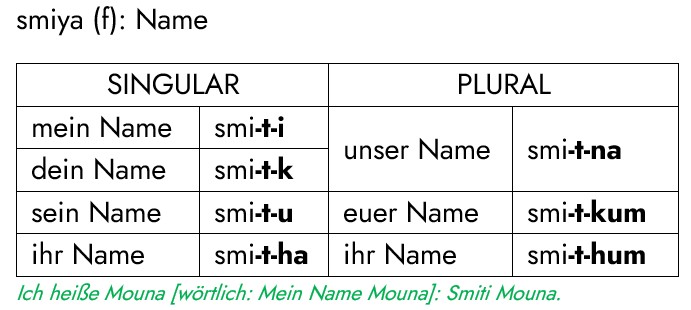 smiya (f): Name
SINGULAR PLURAL
mein Name smi-t-i
unser Name smi-t-na
dein Name smi-t-k
sein Name smi-t-u euer Name smi-t-kum
ihr Name smi-t-ha ihr Name smi-t-hum
Ich heiße Mouna [wörtlich: Mein Name Mouna]: Smiti Mouna.